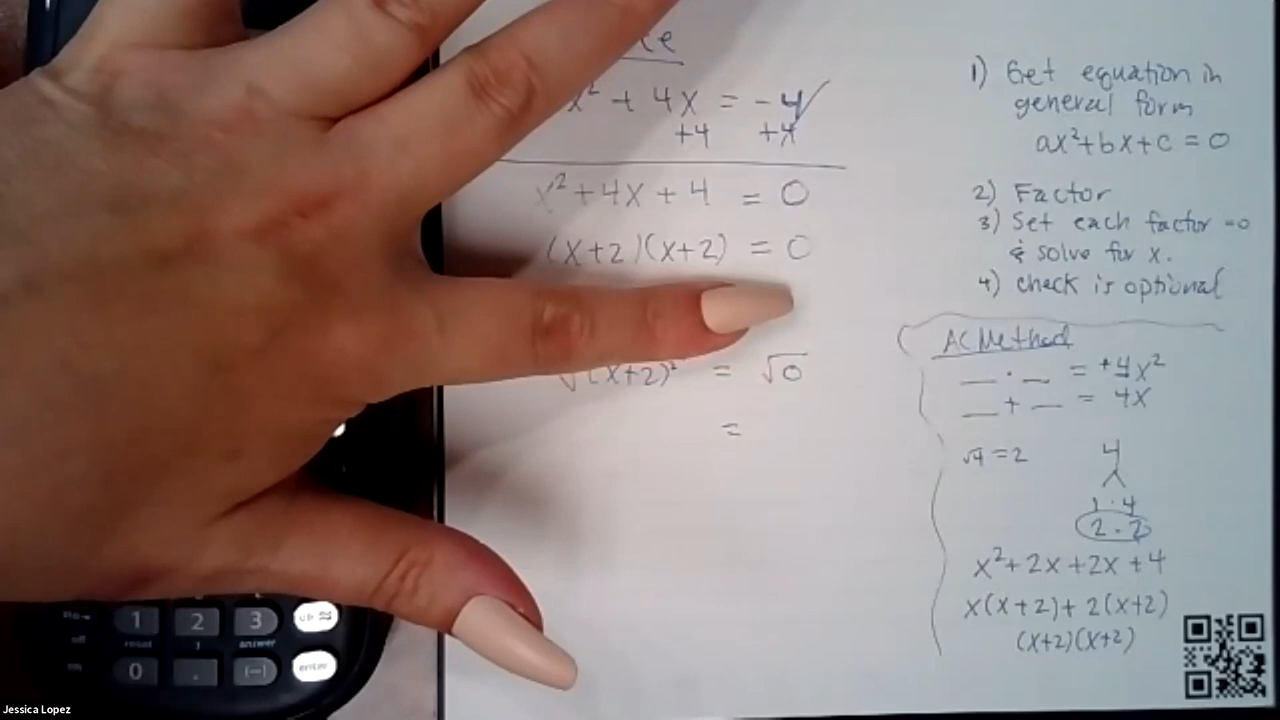 x² + 4x = -4
+4 +4
x² + 4x + 4 = 0
(x+2)(x+2) = 0
√(x+2)² = √0
=
1) Get equation in
general form
ax²+bx+c = 0
2) Factor
3) Set each factor =0
& solve for x.
4) check is optional
AC Method
__ · __ = +4x²
__ + __ = 4x
√4 = 2
4
1 · 4
2 · 2
x² + 2x + 2x + 4
x(x+2) + 2(x+2)
(x+2)(x+2)
1 2 3
enter
0 . (-)
Jessica Lopez